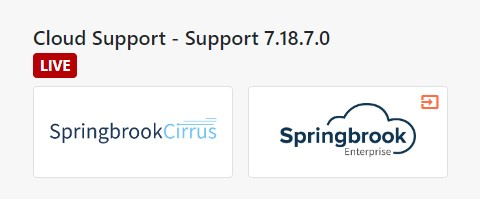 Cloud Support - Support 7.18.7.0
LIVE
SpringbrookCirrus
Springbrook
Enterprise